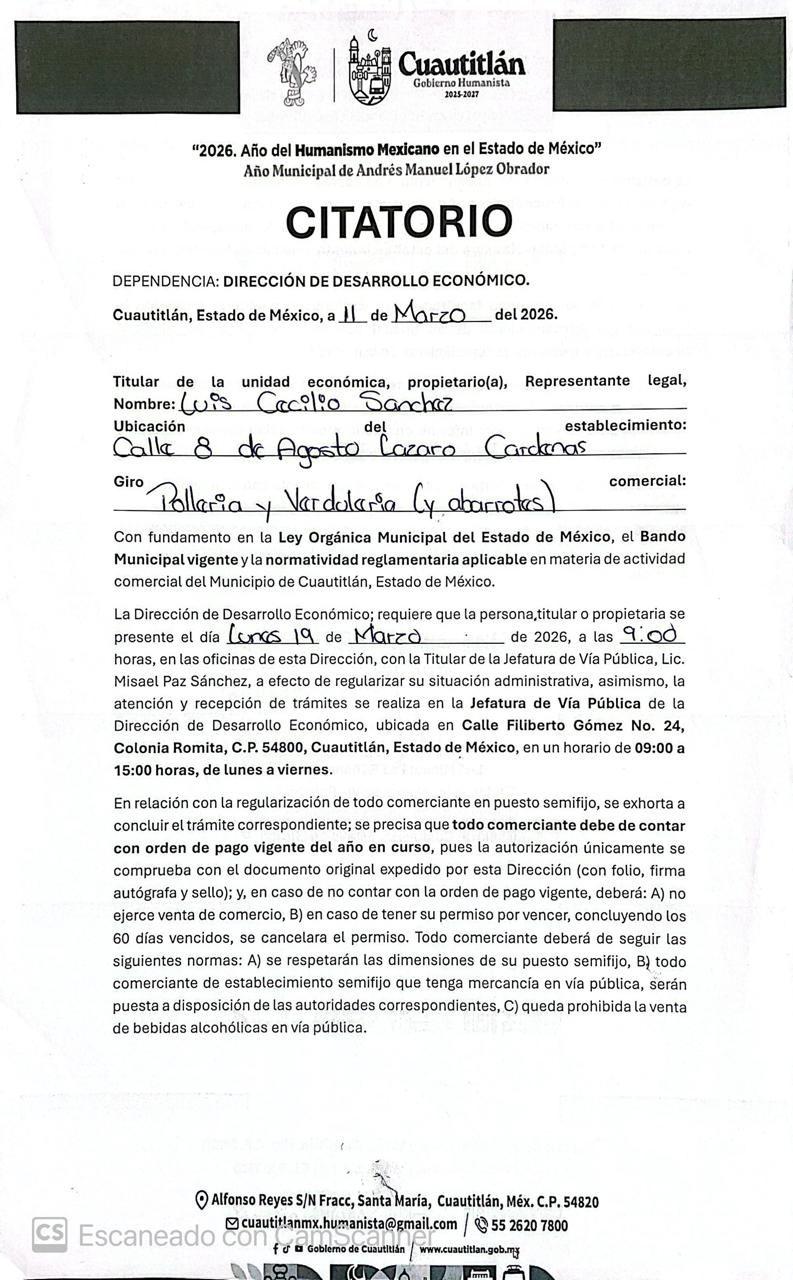 Cuautitlán
Gobierno Humanista
2025-2027
“2026. Año del Humanismo Mexicano en el Estado de México”
Año Municipal de Andrés Manuel López Obrador
CITATORIO
DEPENDENCIA: DIRECCIÓN DE DESARROLLO ECONÓMICO.
Cuautitlán, Estado de México, a 11 de Marzo del 2026.
Titular de la unidad económica, propietario(a), Representante legal,
Nombre: Luis Cecilio Sanchez
Ubicación del establecimiento:
Calle 8 de Agosto Lazaro Cardenas
Giro comercial:
Polleria y Verduleria (y abarrotes)
Con fundamento en la Ley Orgánica Municipal del Estado de México, el Bando
Municipal vigente y la normatividad reglamentaria aplicable en materia de actividad
comercial del Municipio de Cuautitlán, Estado de México.
La Dirección de Desarrollo Económico; requiere que la persona,titular o propietaria se
presente el día Lunes 19 de Marzo de 2026, a las 9:00
horas, en las oficinas de esta Dirección, con la Titular de la Jefatura de Vía Pública, Lic.
Misael Paz Sánchez, a efecto de regularizar su situación administrativa, asimismo, la
atención y recepción de trámites se realiza en la Jefatura de Vía Pública de la
Dirección de Desarrollo Económico, ubicada en Calle Filiberto Gómez No. 24,
Colonia Romita, C.P. 54800, Cuautitlán, Estado de México, en un horario de 09:00 a
15:00 horas, de lunes a viernes.
En relación con la regularización de todo comerciante en puesto semifijo, se exhorta a
concluir el trámite correspondiente; se precisa que todo comerciante debe de contar
con orden de pago vigente del año en curso, pues la autorización únicamente se
comprueba con el documento original expedido por esta Dirección (con folio, firma
autógrafa y sello); y, en caso de no contar con la orden de pago vigente, deberá: A) no
ejerce venta de comercio, B) en caso de tener su permiso por vencer, concluyendo los
60 días vencidos, se cancelara el permiso. Todo comerciante deberá de seguir las
siguientes normas: A) se respetarán las dimensiones de su puesto semifijo, B) todo
comerciante de establecimiento semifijo que tenga mercancía en vía pública, serán
puesta a disposición de las autoridades correspondientes, C) queda prohibida la venta
de bebidas alcohólicas en vía pública.
Alfonso Reyes S/N Fracc, Santa María, Cuautitlán, Méx. C.P. 54820
cuautitlanmx.humanista@gmail.com / 55 2620 7800
Gobierno de Cuautitlán / www.cuautitlan.gob.mx
CS Escaneado con CamScanner